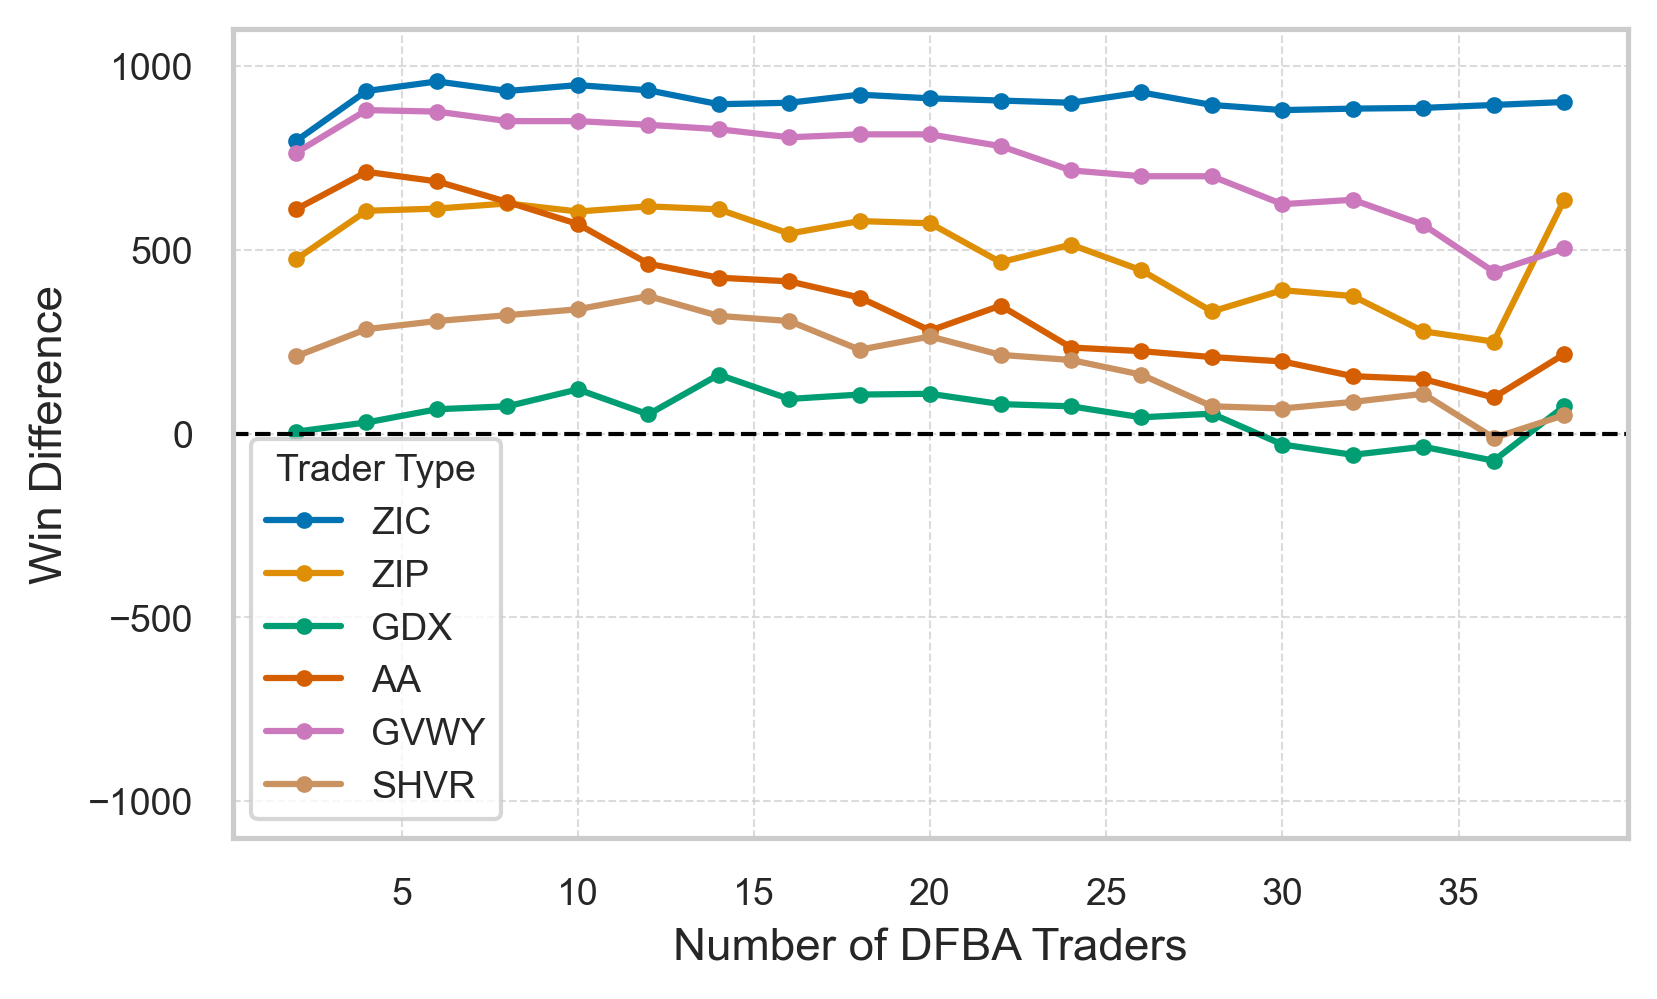 1000
500
0
−500
−1000
Win Difference
Trader Type
ZIC
ZIP
GDX
AA
GVWY
SHVR
5 10 15 20 25 30 35
Number of DFBA Traders